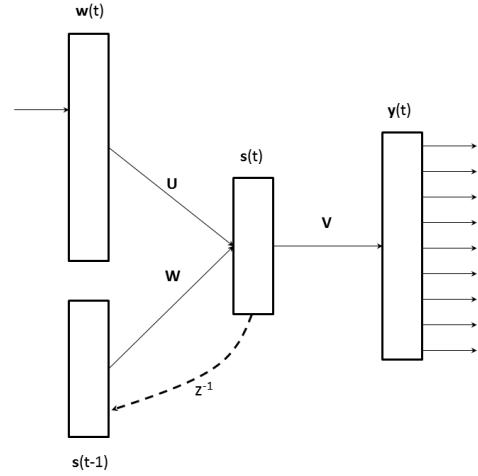 w(t)
y(t)
s(t)
U
V
W
z⁻¹
s(t-1)